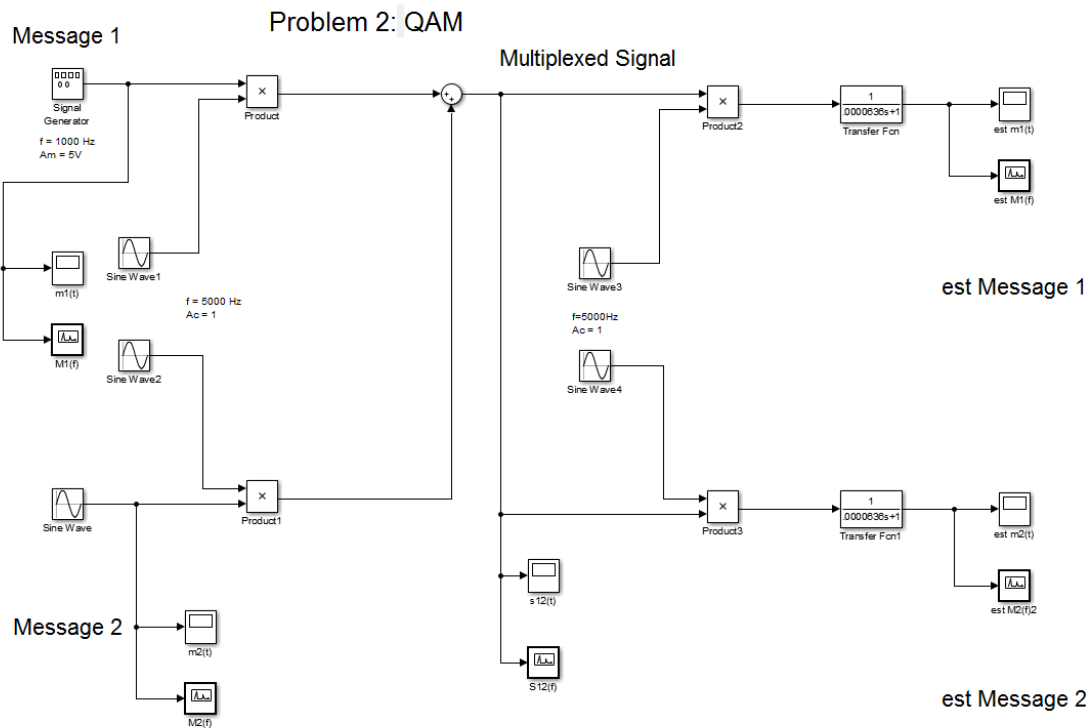 Problem 2: QAM
Message 1
Multiplexed Signal
Signal
Generator
f = 1000 Hz
Am = 5V
×
Product
+
+
×
Product2
1
.0000636s+1
Transfer Fcn
est m1(t)
est M1(f)
Sine Wave1
m1(t)
M1(f)
f = 5000 Hz
Ac = 1
Sine Wave2
Sine Wave3
est Message 1
f=5000Hz
Ac = 1
Sine Wave4
Sine Wave
×
Product1
×
Product3
1
.0000636s+1
Transfer Fcn1
est m2(t)
est M2(f)2
s12(t)
S12(f)
Message 2
m2(t)
M2(f)
est Message 2